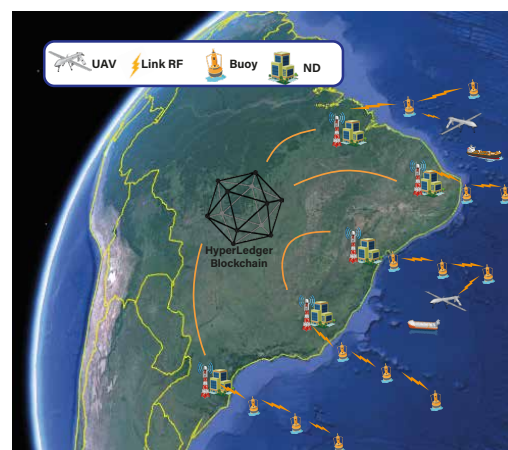 UAV
Link RF
Buoy
ND
HyperLedger
Blockchain